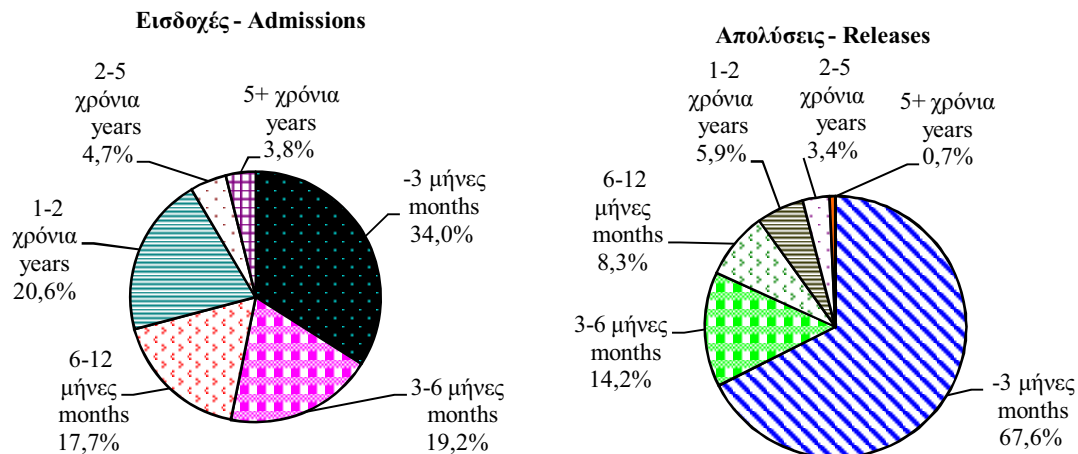 Εισδοχές - Admissions
2-5
χρόνια
years
4,7%
5+ χρόνια
years
3,8%
-3 μήνες
months
34,0%
1-2
χρόνια
years
20,6%
6-12
μήνες
months
17,7%
3-6 μήνες
months
19,2%
Απολύσεις - Releases
1-2
χρόνια
years
5,9%
2-5
χρόνια
years
3,4%
5+ χρόνια
years
0,7%
6-12
μήνες
months
8,3%
3-6 μήνες
months
14,2%
-3 μήνες
months
67,6%